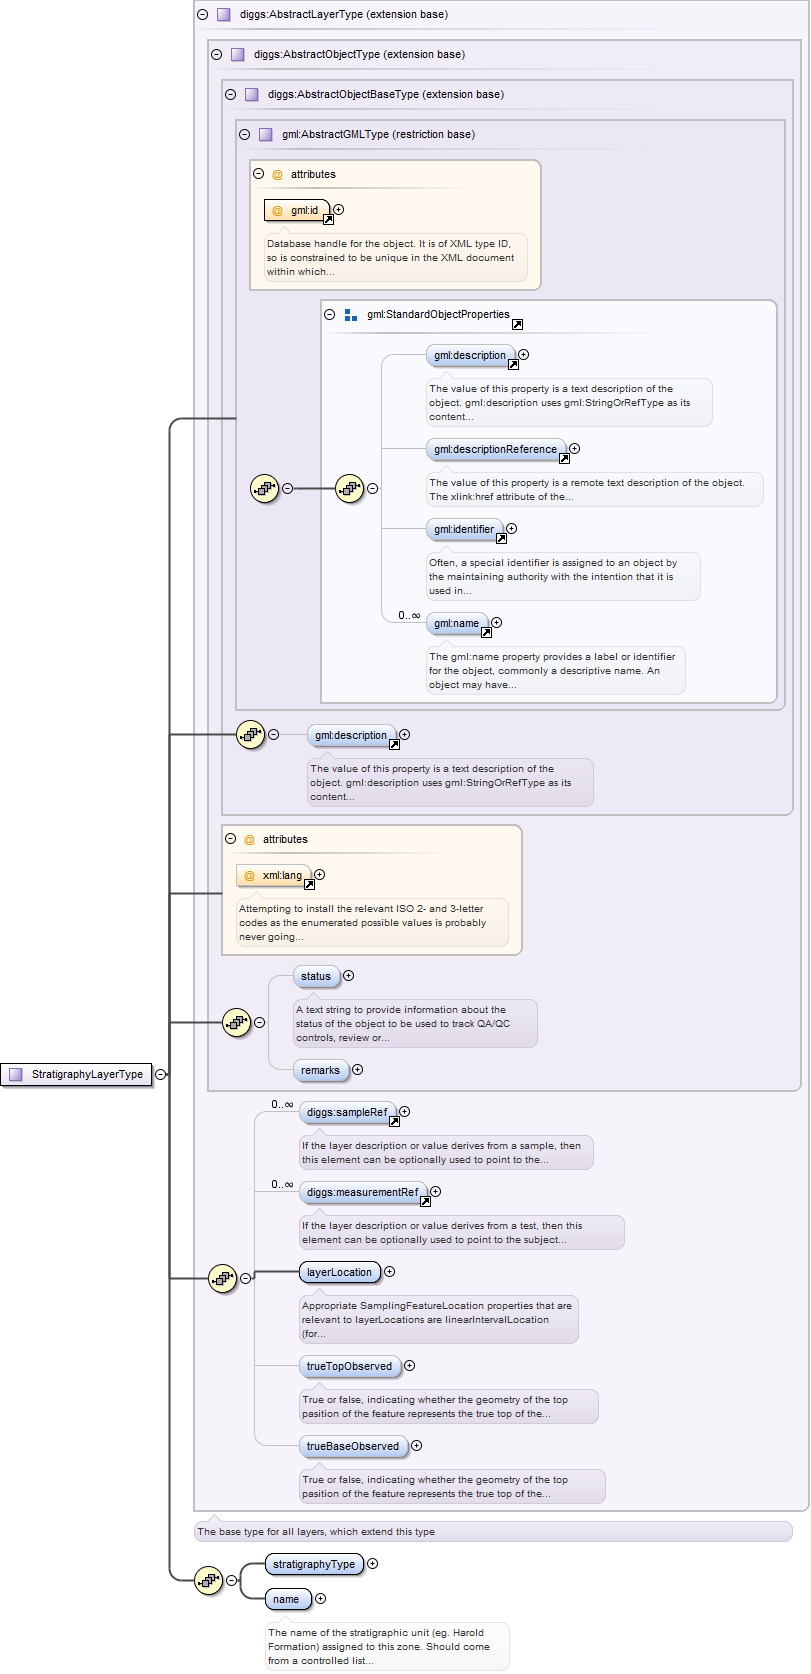 diggs:AbstractLayerType (extension base)
diggs:AbstractObjectType (extension base)
diggs:AbstractObjectBaseType (extension base)
gml:AbstractGMLType (restriction base)
@ attributes
@ gml:id
Database handle for the object. It is of XML type ID,
so is constrained to be unique in the XML document
within which...
gml:StandardObjectProperties
gml:description
The value of this property is a text description of the
object. gml:description uses gml:StringOrRefType as its
content...
gml:descriptionReference
The value of this property is a remote text description of the object.
The xlink:href attribute of the...
gml:identifier
Often, a special identifier is assigned to an object by
the maintaining authority with the intention that it is
used in...
0..∞
gml:name
The gml:name property provides a label or identifier
for the object, commonly a descriptive name. An
object may have...
gml:description
The value of this property is a text description of the
object. gml:description uses gml:StringOrRefType as its
content...
@ attributes
@ xml:lang
Attempting to install the relevant ISO 2- and 3-letter
codes as the enumerated possible values is probably
never going...
status
A text string to provide information about the
status of the object to be used to track QA/QC
controls, review or...
remarks
StratigraphyLayerType
0..∞
diggs:sampleRef
If the layer description or value derives from a sample, then
this element can be optionally used to point to the...
0..∞
diggs:measurementRef
If the layer description or value derives from a test, then this
element can be optionally used to point to the subject...
layerLocation
Appropriate SamplingFeatureLocation properties that are
relevant to layerLocations are linearIntervalLocation
(for...
trueTopObserved
True or false, indicating whether the geometry of the top
pasition of the feature represents the true top of the...
trueBaseObserved
True or false, indicating whether the geometry of the top
pasition of the feature represents the true top of the...
The base type for all layers, which extend this type
stratigraphyType
name
The name of the stratigraphic unit (eg. Harold
Formation) assigned to this zone. Should come
from a controlled list...